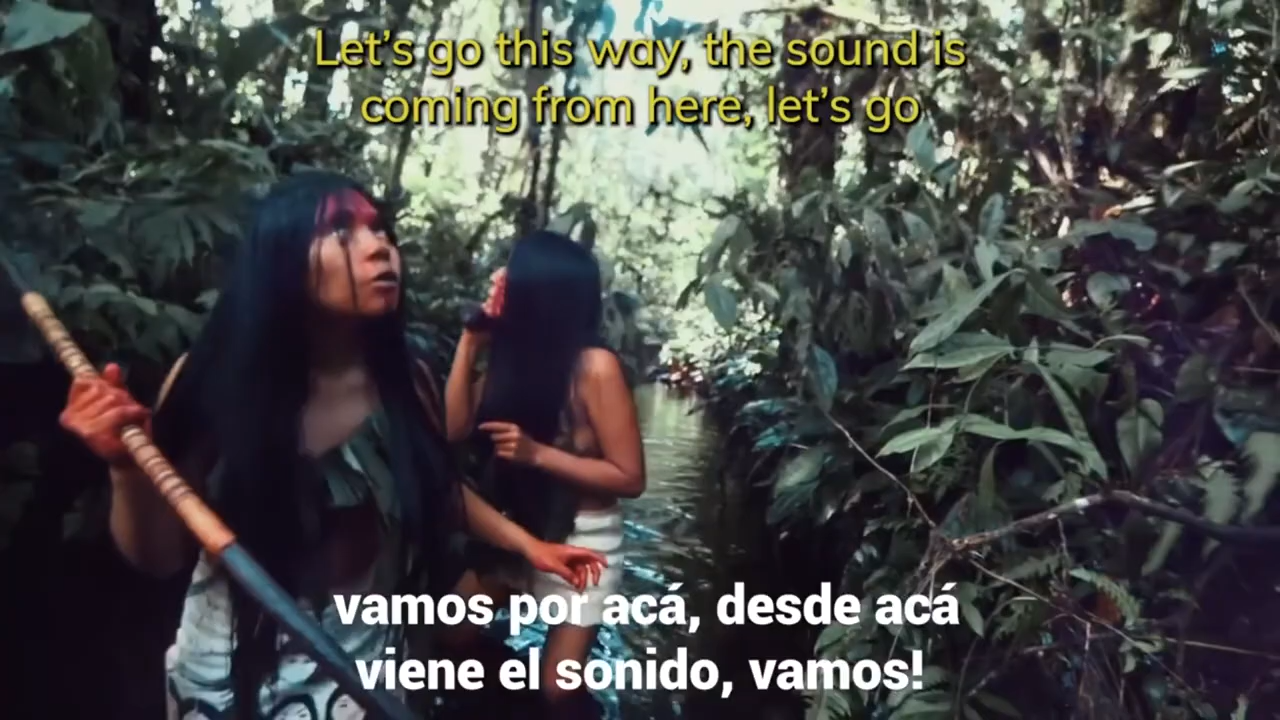 Let's go this way, the sound is
coming from here, let's go
vamos por acá, desde acá
viene el sonido, vamos!